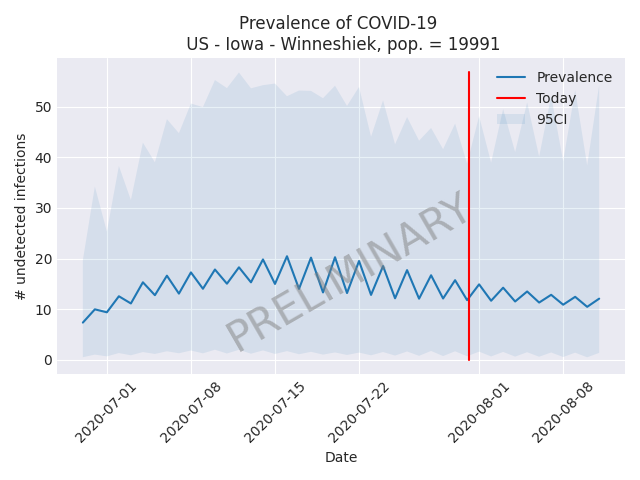 Prevalence of COVID-19
US - Iowa - Winneshiek, pop. = 19991
Prevalence
Today
95CI
# undetected infections
50
40
30
20
10
0
PRELIMINARY
2020-07-01
2020-07-08
2020-07-15
2020-07-22
2020-08-01
2020-08-08
Date